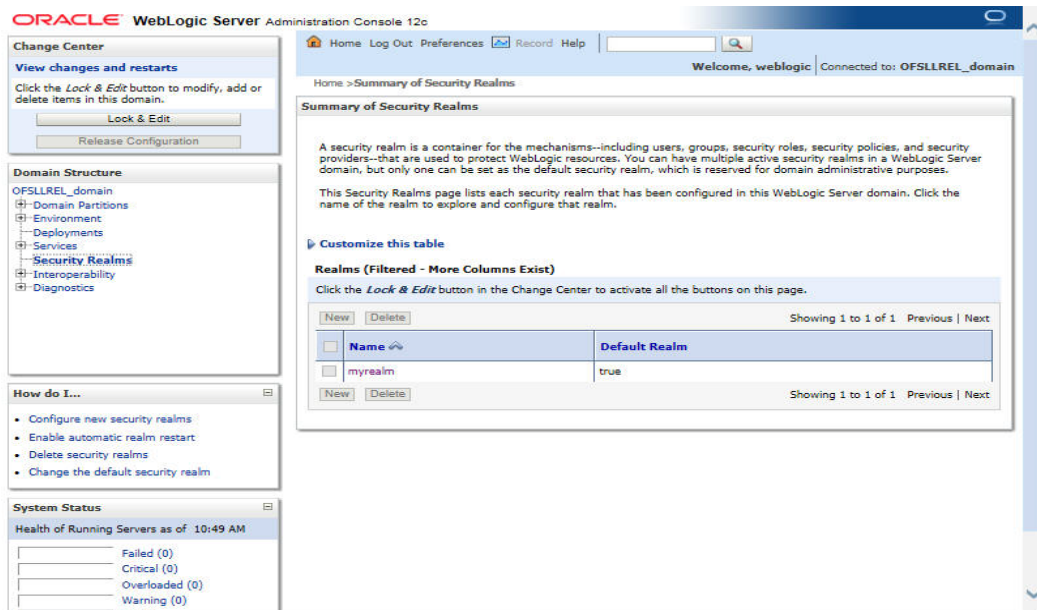 ORACLE WebLogic Server Administration Console 12c
Change Center
View changes and restarts
Click the Lock & Edit button to modify, add or
delete items in this domain.
Lock & Edit
Release Configuration
Domain Structure
OFSLLREL_domain
Domain Partitions
Environment
Deployments
Services
Security Realms
Interoperability
Diagnostics
How do I...
Configure new security realms
Enable automatic realm restart
Delete security realms
Change the default security realm
System Status
Health of Running Servers as of 10:49 AM
Failed (0)
Critical (0)
Overloaded (0)
Warning (0)
Home Log Out Preferences Record Help
Welcome, weblogic Connected to: OFSLLREL_domain
Home >Summary of Security Realms
Summary of Security Realms
A security realm is a container for the mechanisms--including users, groups, security roles, security policies, and security
providers--that are used to protect WebLogic resources. You can have multiple active security realms in a WebLogic Server
domain, but only one can be set as the default security realm, which is reserved for domain administrative purposes.
This Security Realms page lists each security realm that has been configured in this WebLogic Server domain. Click the
name of the realm to explore and configure that realm.
Customize this table
Realms (Filtered - More Columns Exist)
Click the Lock & Edit button in the Change Center to activate all the buttons on this page.
New Delete Showing 1 to 1 of 1 Previous | Next
Name Default Realm
myrealm true
New Delete Showing 1 to 1 of 1 Previous | Next